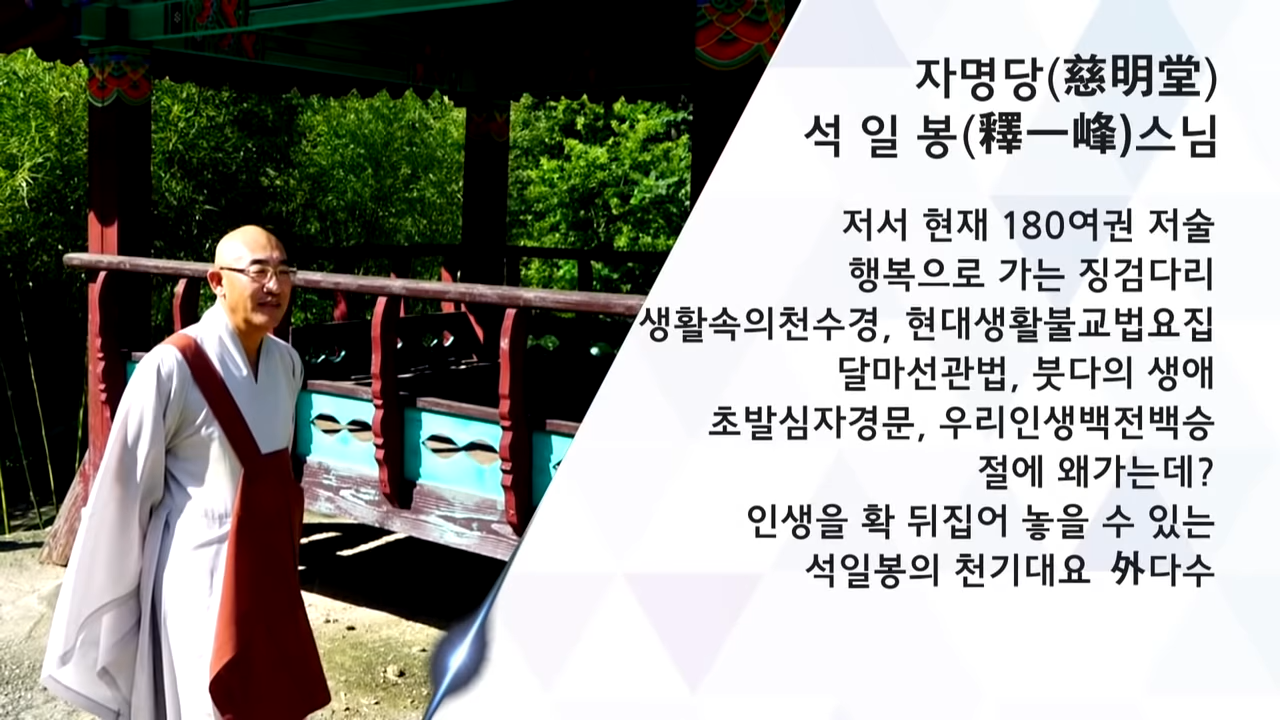 자명당(慈明堂)
석 일 봉(釋一峰)스님
저서 현재 180여권 저술
행복으로 가는 징검다리
생활속의천수경, 현대생활불교법요집
달마선관법, 붓다의 생애
초발심자경문, 우리인생백전백승
절에 왜가는데?
인생을 확 뒤집어 놓을 수 있는
석일봉의 천기대요 外다수